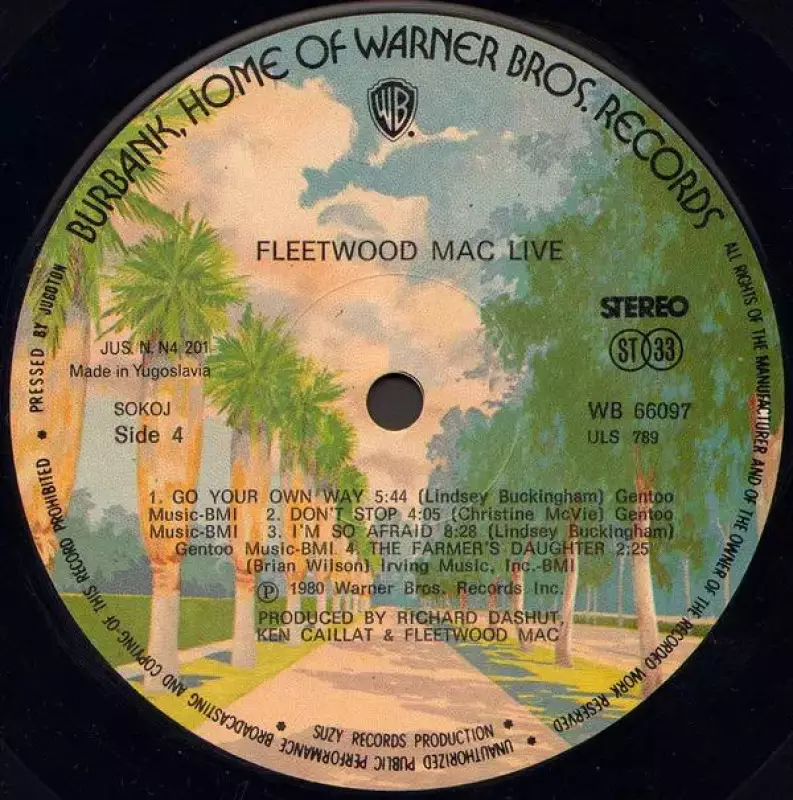 BURBANK, HOME OF WARNER BROS. RECORDS
WB
FLEETWOOD MAC LIVE
STEREO
ST 33
JUS. N. N4 201
Made in Yugoslavia
SOKOJ
Side 4
WB 66097
ULS 789
1. GO YOUR OWN WAY 5:44 (Lindsey Buckingham) Gentoo
Music-BMI 2. DON'T STOP 4:05 (Christine McVie) Gentoo
Music-BMI 3. I'M SO AFRAID 8:28 (Lindsey Buckingham)
Gentoo Music-BMI. 4. THE FARMER'S DAUGHTER 2:25
(Brian Wilson) Irving Music, Inc.-BMI
Ⓟ 1980 Warner Bros. Records Inc.
PRODUCED BY RICHARD DASHUT,
KEN CAILLAT & FLEETWOOD MAC
ALL RIGHTS OF THE MANUFACTURER AND OF THE OWNER OF THE RECORDED WORK RESERVED
* UNAUTHORIZED PUBLIC PERFORMANCE BROADCASTING AND COPYING OF THIS RECORD PROHIBITED * PRESSED BY JUGOTON
* SUZY RECORDS PRODUCTION *